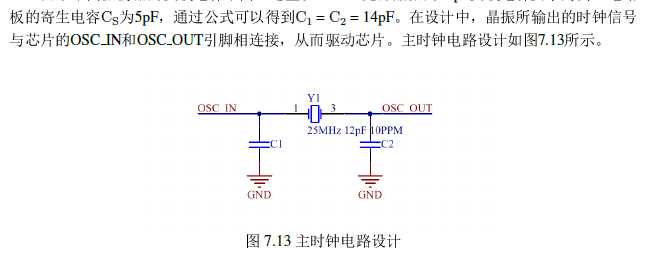 板的寄生电容CS为5pF，通过公式可以得到C1 = C2 = 14pF。在设计中，晶振所输出的时钟信号
与芯片的OSC_IN和OSC_OUT引脚相连接，从而驱动芯片。主时钟电路设计如图7.13所示。
Y1
OSC_IN 1 3 OSC_OUT
25MHz 12pF 10PPM
C1 C2
GND GND
图 7.13 主时钟电路设计